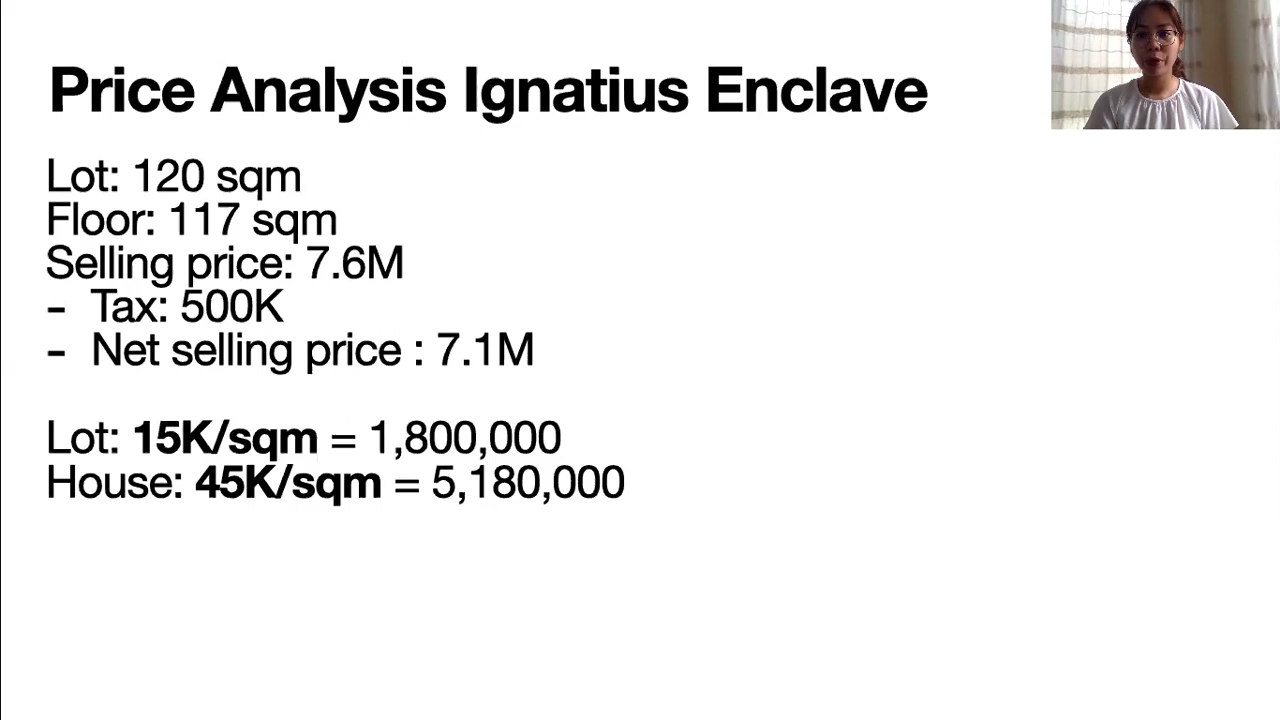 Price Analysis Ignatius Enclave
Lot: 120 sqm
Floor: 117 sqm
Selling price: 7.6M
- Tax: 500K
- Net selling price : 7.1M
Lot: 15K/sqm = 1,800,000
House: 45K/sqm = 5,180,000